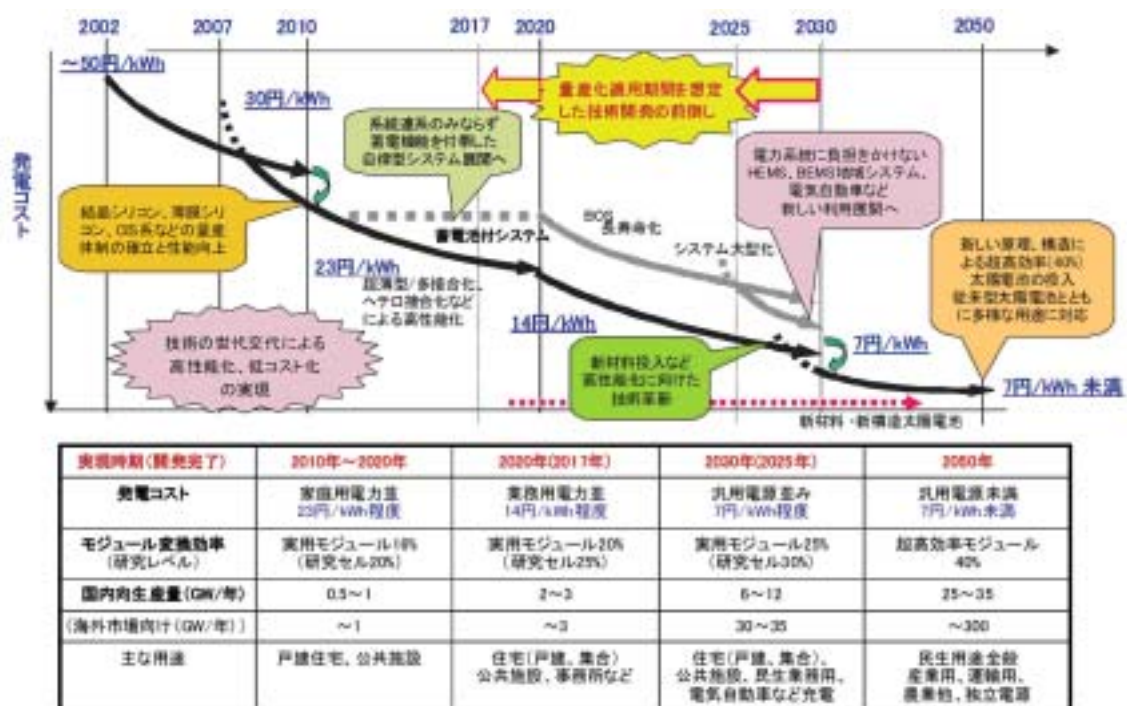 2002 2007 2010 2017 2020 2025 2030 2050
～50円/kWh
30円/kWh
量産化適用期間を想定
した技術開発の前倒し
系統連系のみならず
蓄電機能を付帯した
自律型システム展開へ
電力系統に負担をかけない
HEMS、BEMS地域システム、
電気自動車など
新しい利用展開へ
発電コスト
結晶シリコン、薄膜シリ
コン、CIS系などの量産
体制の確立と性能向上
BOS
長寿命化
蓄電池付システム
システム大型化
新しい原理、構造に
よる超高効率(40%)
太陽電池の投入
従来型太陽電池ととも
に多様な用途に対応
23円/kWh
超薄型/多接合化、
ヘテロ接合化など
による高性能化
14円/kWh
7円/kWh
技術の世代交代による
高性能化、低コスト化
の実現
新材料投入など
高性能化に向けた
技術革新
7円/kWh 未満
新材料・新構造太陽電池
実現時期(開発完了) 2010年～2020年 2020年(2017年) 2030年(2025年) 2050年
発電コスト 家庭用電力並 業務用電力並 汎用電源並み 汎用電源未満
23円/kWh程度 14円/kWh程度 7円/kWh程度 7円/kWh未満
モジュール変換効率 実用モジュール16% 実用モジュール20% 実用モジュール25% 超高効率モジュール
(研究レベル) (研究セル20%) (研究セル25%) (研究セル30%) 40%
国内向生産量(GW/年) 0.5～1 2～3 6～12 25～35
(海外市場向け(GW/年)) ～1 ～3 30～35 ～300
主な用途 戸建住宅、公共施設 住宅(戸建、集合) 住宅(戸建、集合)、 民生用途全般
公共施設、事務所など 公共施設、民生業務用、 産業用、運輸用、
電気自動車など充電 農業他、独立電源